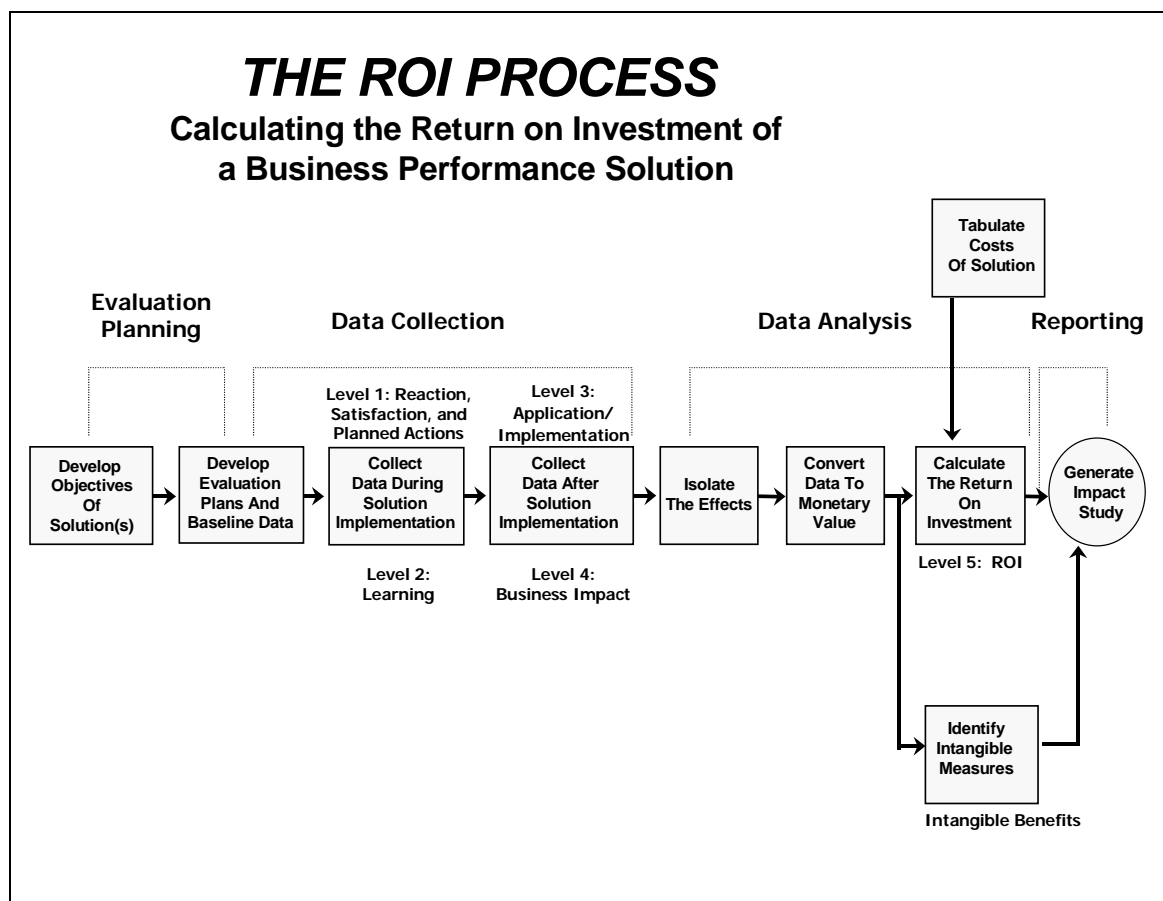 THE ROI PROCESS
Calculating the Return on Investment of
a Business Performance Solution
Tabulate
Costs
Of Solution
Evaluation
Planning
Data Collection
Data Analysis
Reporting
Level 1: Reaction,
Satisfaction, and
Planned Actions
Level 3:
Application/
Implementation
Develop
Objectives
Of
Solution(s)
Develop
Evaluation
Plans And
Baseline Data
Collect
Data During
Solution
Implementation
Collect
Data After
Solution
Implementation
Isolate
The Effects
Convert
Data To
Monetary
Value
Calculate
The Return
On
Investment
Generate
Impact
Study
Level 2:
Learning
Level 4:
Business Impact
Level 5: ROI
Identify
Intangible
Measures
Intangible Benefits